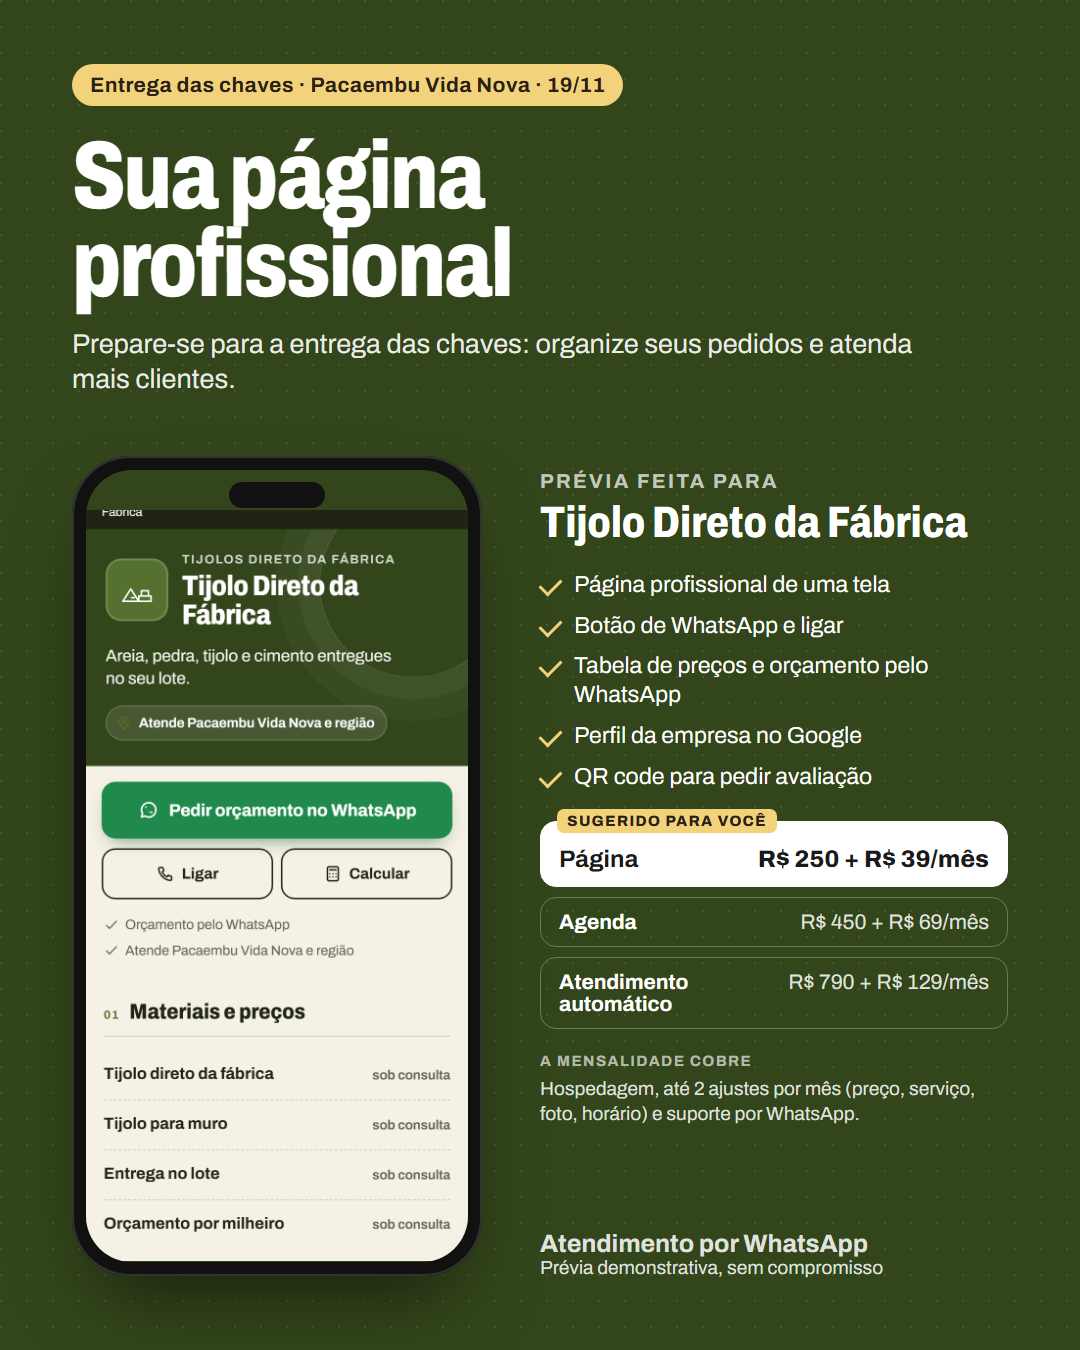 Entrega das chaves · Pacaembu Vida Nova · 19/11
Sua página
profissional
Prepare-se para a entrega das chaves: organize seus pedidos e atenda
mais clientes.
Fábrica
TIJOLOS DIRETO DA FÁBRICA
Tijolo Direto da
Fábrica
Areia, pedra, tijolo e cimento entregues
no seu lote.
Atende Pacaembu Vida Nova e região
Pedir orçamento no WhatsApp
Ligar
Calcular
Orçamento pelo WhatsApp
Atende Pacaembu Vida Nova e região
01 Materiais e preços
Tijolo direto da fábrica sob consulta
Tijolo para muro sob consulta
Entrega no lote sob consulta
Orçamento por milheiro sob consulta
PRÉVIA FEITA PARA
Tijolo Direto da Fábrica
Página profissional de uma tela
Botão de WhatsApp e ligar
Tabela de preços e orçamento pelo
WhatsApp
Perfil da empresa no Google
QR code para pedir avaliação
SUGERIDO PARA VOCÊ
Página R$ 250 + R$ 39/mês
Agenda R$ 450 + R$ 69/mês
Atendimento R$ 790 + R$ 129/mês
automático
A MENSALIDADE COBRE
Hospedagem, até 2 ajustes por mês (preço, serviço,
foto, horário) e suporte por WhatsApp.
Atendimento por WhatsApp
Prévia demonstrativa, sem compromisso